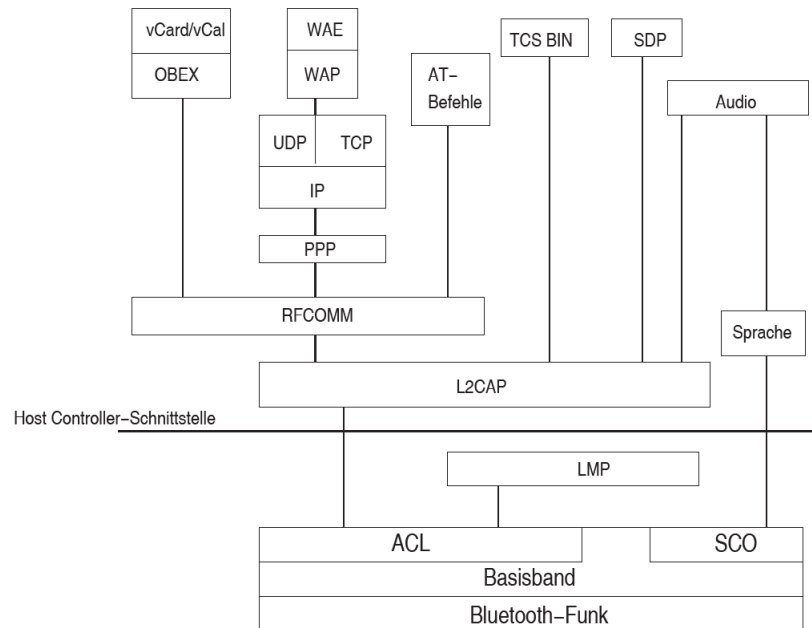 vCard/vCal
OBEX
WAE
WAP
AT–
Befehle
TCS BIN
SDP
Audio
UDP
TCP
IP
PPP
RFCOMM
Sprache
L2CAP
Host Controller–Schnittstelle
LMP
ACL
SCO
Basisband
Bluetooth–Funk